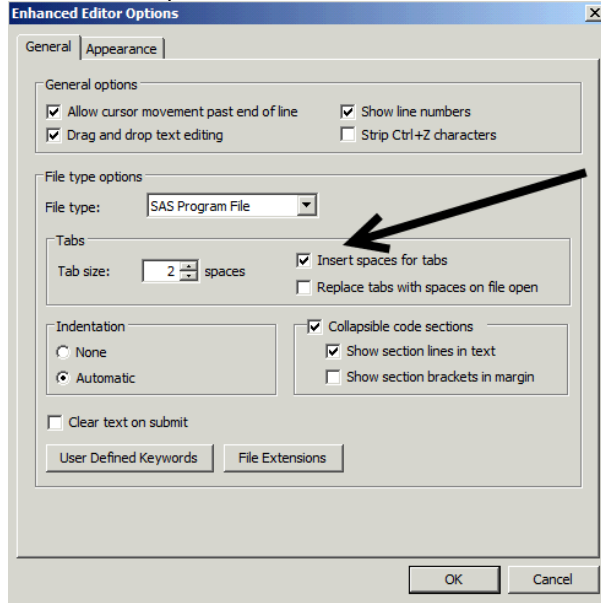 Enhanced Editor Options
General Appearance
General options
Allow cursor movement past end of line Show line numbers
Drag and drop text editing Strip Ctrl+Z characters
File type options
File type: SAS Program File
Tabs
Tab size: 2 spaces Insert spaces for tabs
Replace tabs with spaces on file open
Indentation Collapsible code sections
None Show section lines in text
Automatic Show section brackets in margin
Clear text on submit
User Defined Keywords File Extensions
OK Cancel